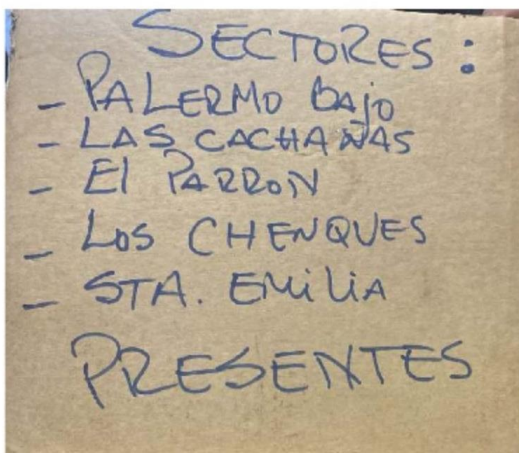 SECTORES:
- PALERMO BAJO
- LAS CACHAÑAS
- El PARRON
- LOS CHENQUES
- STA. EMiLiA
PRESENTES